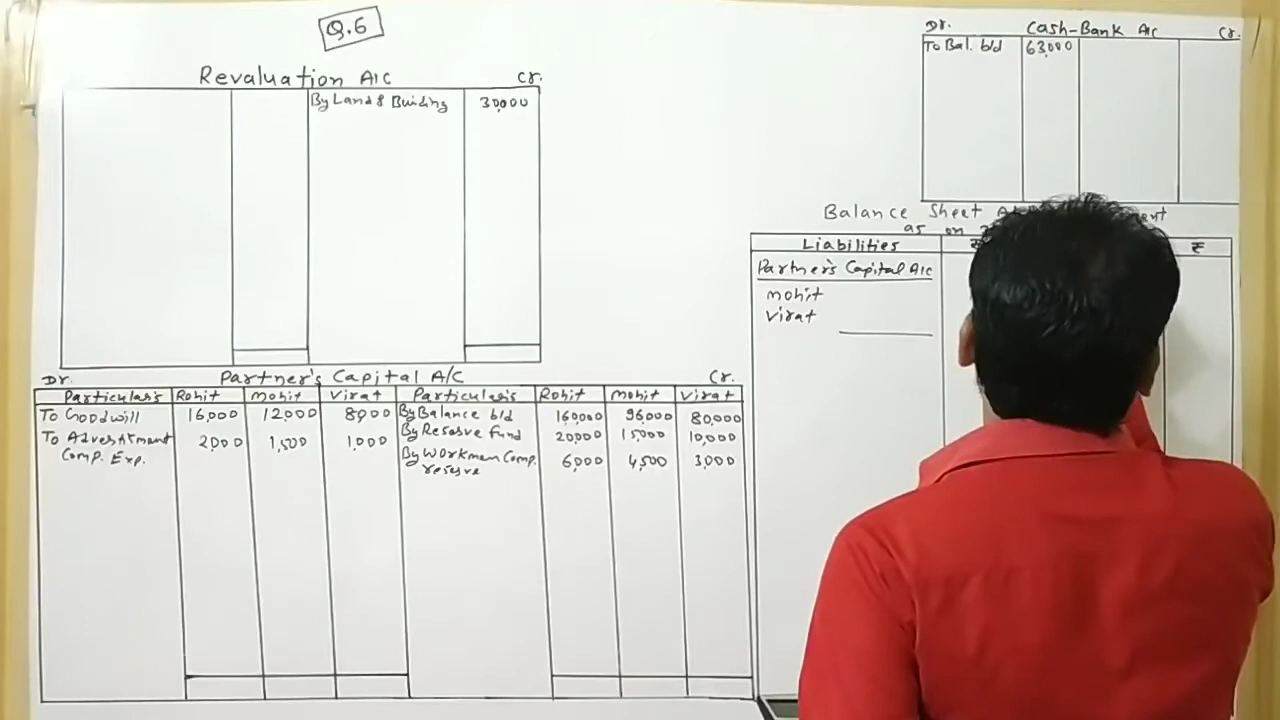 Q.6
Revaluation A/C Cr.
By Land & Buiding 30,000
Dr. Cash-Bank A/C Cr.
To Bal. b/d 63,000
Balance Sheet
as on
Liabilities ₹
Partner's Capital A/C
mohit
Virat
Dr. Partner's Capital A/C Cr.
Particulars Rohit mohit Virat Particulars Rohit mohit Virat
To Goodwill 16,000 12,000 8,000 By Balance b/d 160,000 96,000 80,000
To Advertitment 2,000 1,500 1,000 By Reserve Fund 20,000 15,000 10,000
Comp. Exp. By Workmen Comp. 6,000 4,500 3,000
reserve